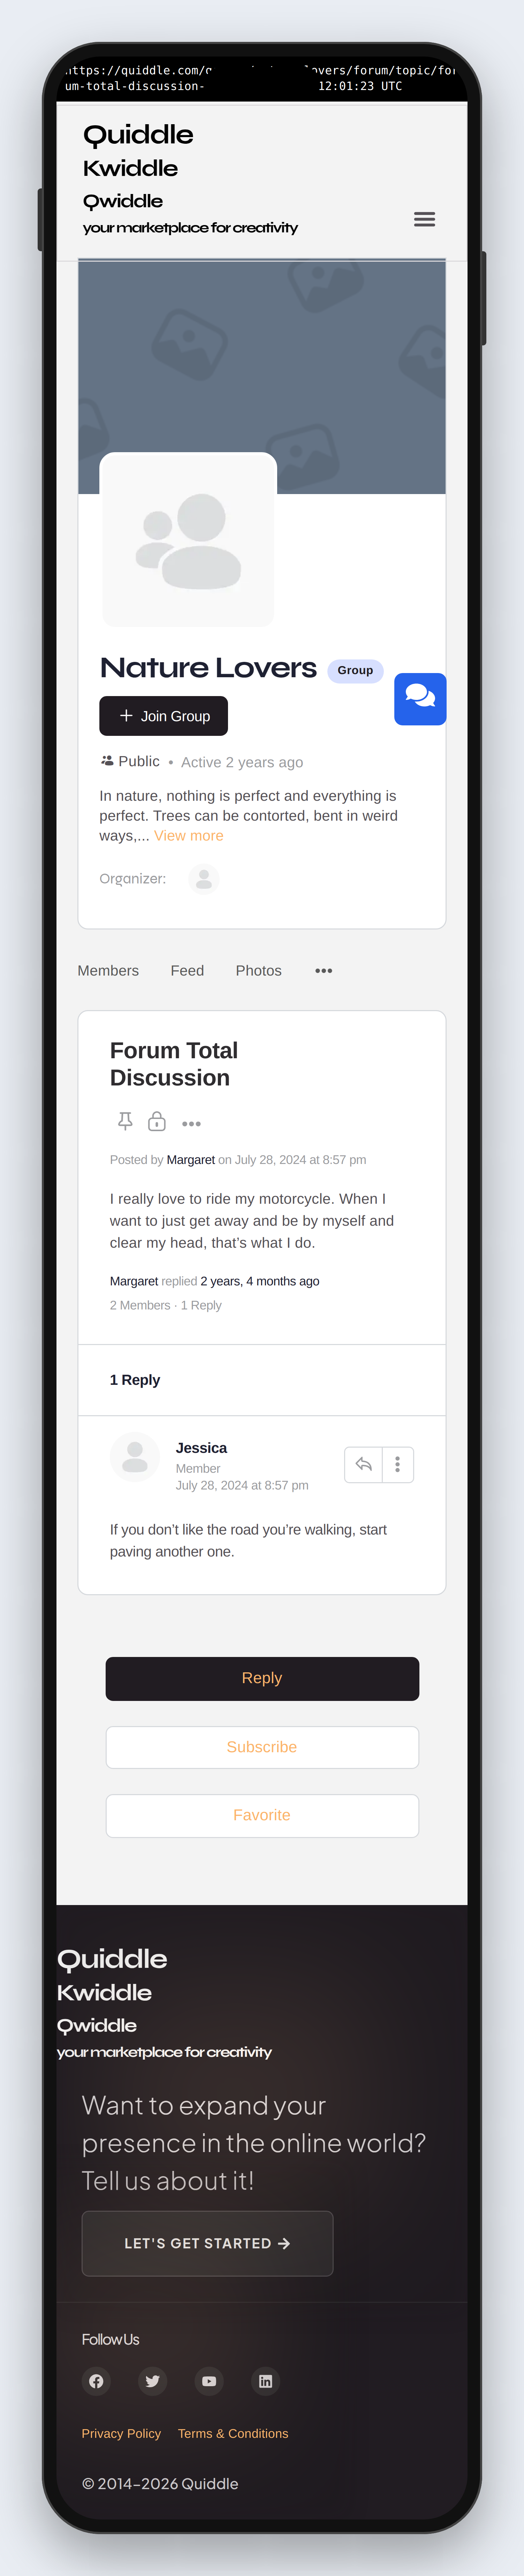 https://quiddle.com/g lovers/forum/topic/for
um-total-discussion- 12:01:23 UTC
Quiddle
Kwiddle
Qwiddle
your marketplace for creativity
Nature Lovers Group
Join Group
Public • Active 2 years ago
In nature, nothing is perfect and everything is
perfect. Trees can be contorted, bent in weird
ways,... View more
Organizer:
Members Feed Photos
Forum Total
Discussion
Posted by Margaret on July 28, 2024 at 8:57 pm
I really love to ride my motorcycle. When I
want to just get away and be by myself and
clear my head, that’s what I do.
Margaret replied 2 years, 4 months ago
2 Members · 1 Reply
1 Reply
Jessica
Member
July 28, 2024 at 8:57 pm
If you don’t like the road you’re walking, start
paving another one.
Reply
Subscribe
Favorite
Quiddle
Kwiddle
Qwiddle
your marketplace for creativity
Want to expand your
presence in the online world?
Tell us about it!
LET'S GET STARTED →
Follow Us
Privacy Policy Terms & Conditions
© 2014–2026 Quiddle